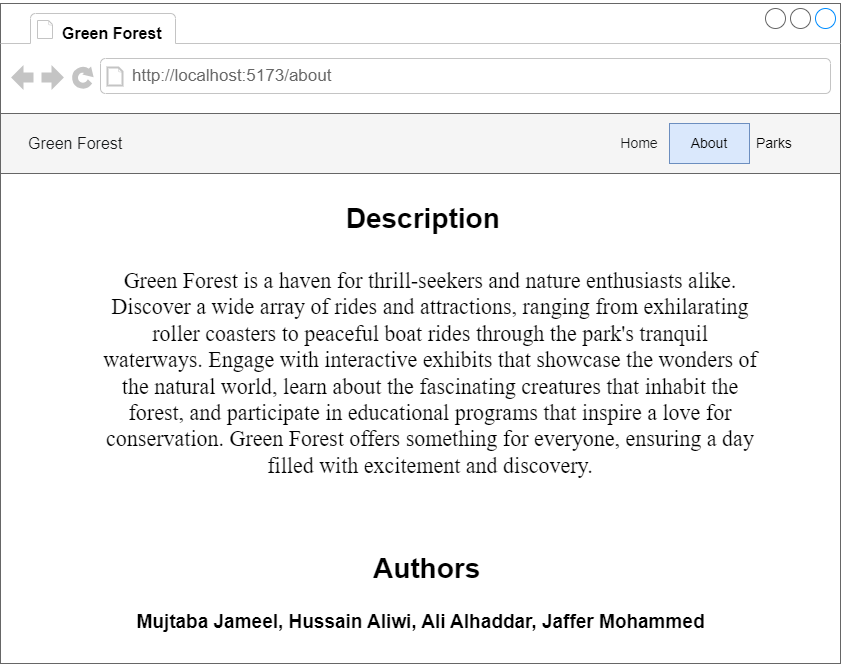 Green Forest
http://localhost:5173/about
Green Forest
Home
About
Parks
Description
Green Forest is a haven for thrill-seekers and nature enthusiasts alike.
Discover a wide array of rides and attractions, ranging from exhilarating
roller coasters to peaceful boat rides through the park's tranquil
waterways. Engage with interactive exhibits that showcase the wonders of
the natural world, learn about the fascinating creatures that inhabit the
forest, and participate in educational programs that inspire a love for
conservation. Green Forest offers something for everyone, ensuring a day
filled with excitement and discovery.
Authors
Mujtaba Jameel, Hussain Aliwi, Ali Alhaddar, Jaffer Mohammed